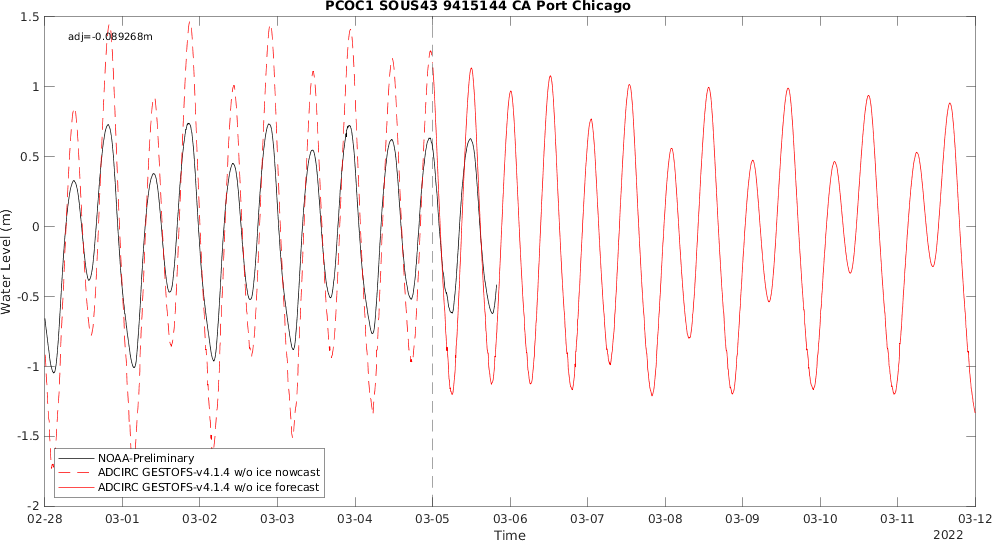 PCOC1 SOUS43 9415144 CA Port Chicago
adj=-0.089268m
Water Level (m)
1.5
1
0.5
0
-0.5
-1
-1.5
-2
NOAA-Preliminary
ADCIRC GESTOFS-v4.1.4 w/o ice nowcast
ADCIRC GESTOFS-v4.1.4 w/o ice forecast
02-28 03-01 03-02 03-03 03-04 03-05 03-06 03-07 03-08 03-09 03-10 03-11 03-12
Time
2022